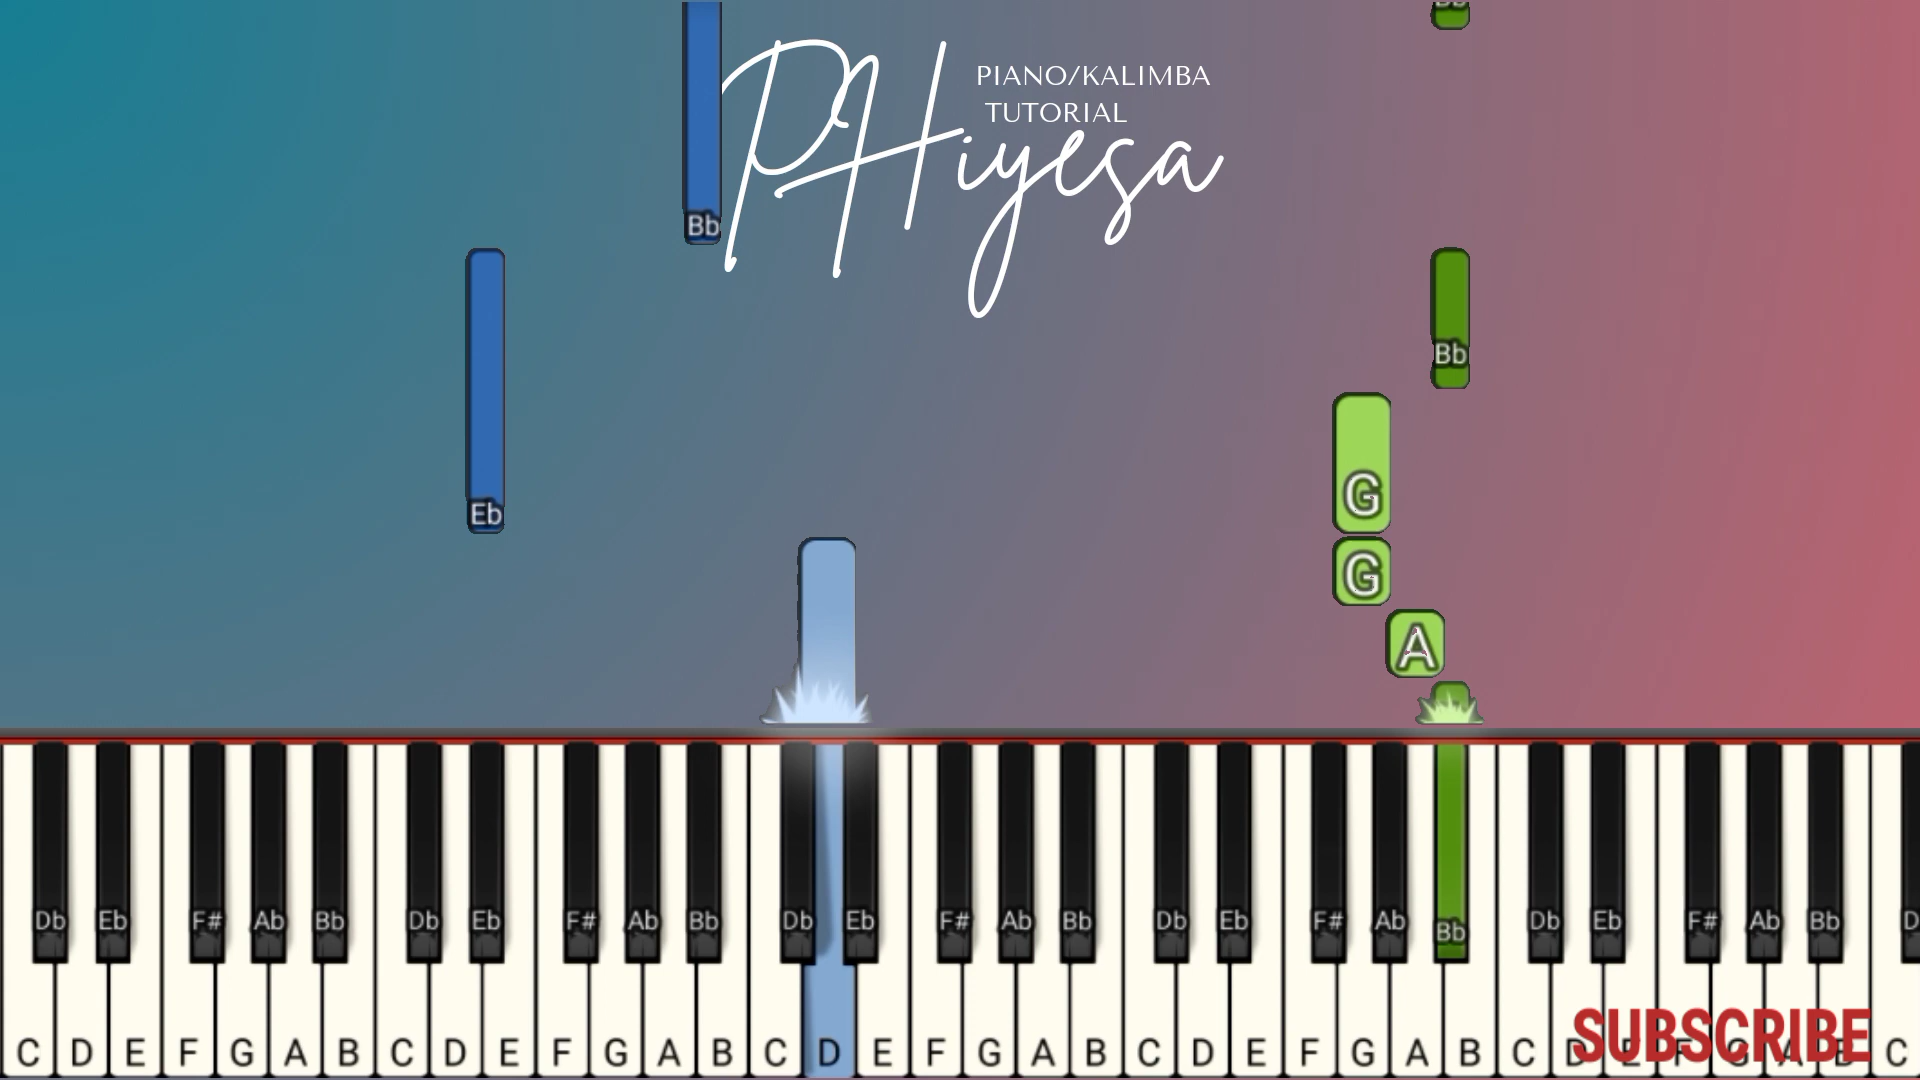 Bb
PIANO/KALIMBA
TUTORIAL
PHiyesa
Bb
Bb
G
Eb
G
A
Db Eb F# Ab Bb Db Eb F# Ab Bb Db Eb F# Ab Bb Db Eb F# Ab Bb Db Eb F# Ab Bb D
SUBSCRIBE
C D E F G A B C D E F G A B C D E F G A B C D E F G A B C D E F G A B C